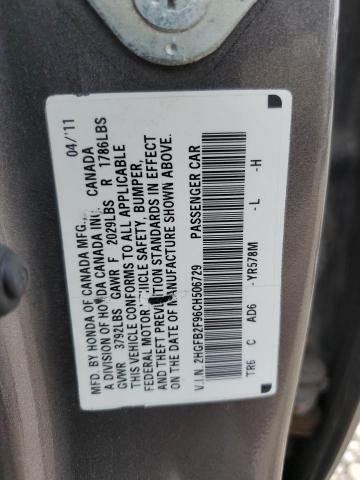 MFD. BY HONDA OF CANADA MFG. 04/'11
A DIVISION OF HONDA CANADA INC. CANADA
GVWR 3792LBS GAWR F 2029LBS R 1786LBS
THIS VEHICLE CONFORMS TO ALL APPLICABLE
FEDERAL MOTOR VEHICLE SAFETY, BUMPER,
AND THEFT PREVENTION STANDARDS IN EFFECT
ON THE DATE OF MANUFACTURE SHOWN ABOVE.
V.I.N. 2HGFB2F96CH506729 PASSENGER CAR
TR6 C AD6 -YR578M -L -H